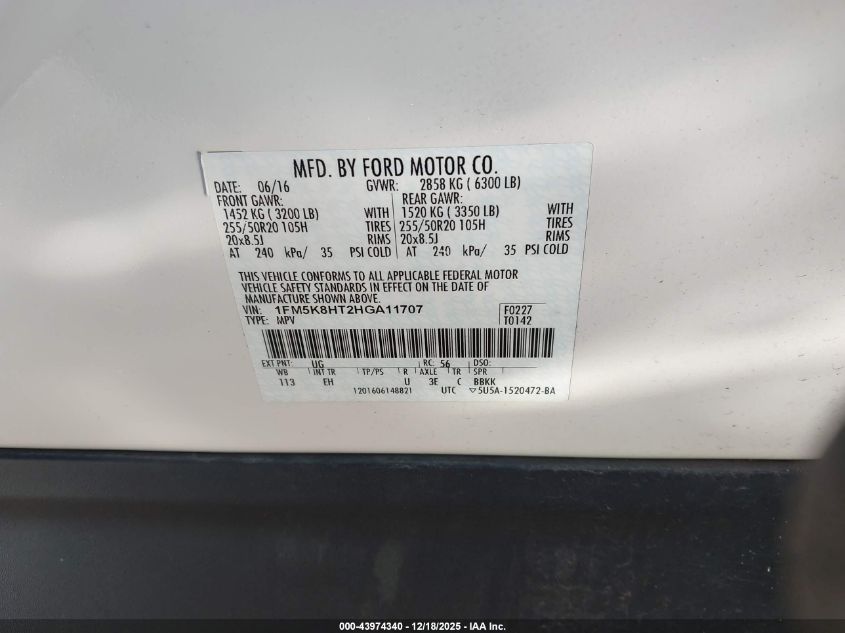 MFD. BY FORD MOTOR CO.
DATE: 06/16 GVWR: 2858 KG ( 6300 LB)
FRONT GAWR: REAR GAWR:
1452 KG ( 3200 LB) WITH 1520 KG ( 3350 LB) WITH
255/50R20 105H TIRES 255/50R20 105H TIRES
20x8.5J RIMS 20x8.5J RIMS
AT 240 kPa/ 35 PSI COLD AT 240 kPa/ 35 PSI COLD
THIS VEHICLE CONFORMS TO ALL APPLICABLE FEDERAL MOTOR
VEHICLE SAFETY STANDARDS IN EFFECT ON THE DATE OF
MANUFACTURE SHOWN ABOVE.
VIN: 1FM5K8HT2HGA11707 F0227
TYPE: MPV T0142
EXT PNT: UG RC: 56 DSO:
WB INT TR TP/PS R AXLE TR SPR
113 EH U 3E C BBKK
1201606148821 UTC ▽5U5A-1520472-BA
000-43974340 - 12/18/2025 - IAA Inc.